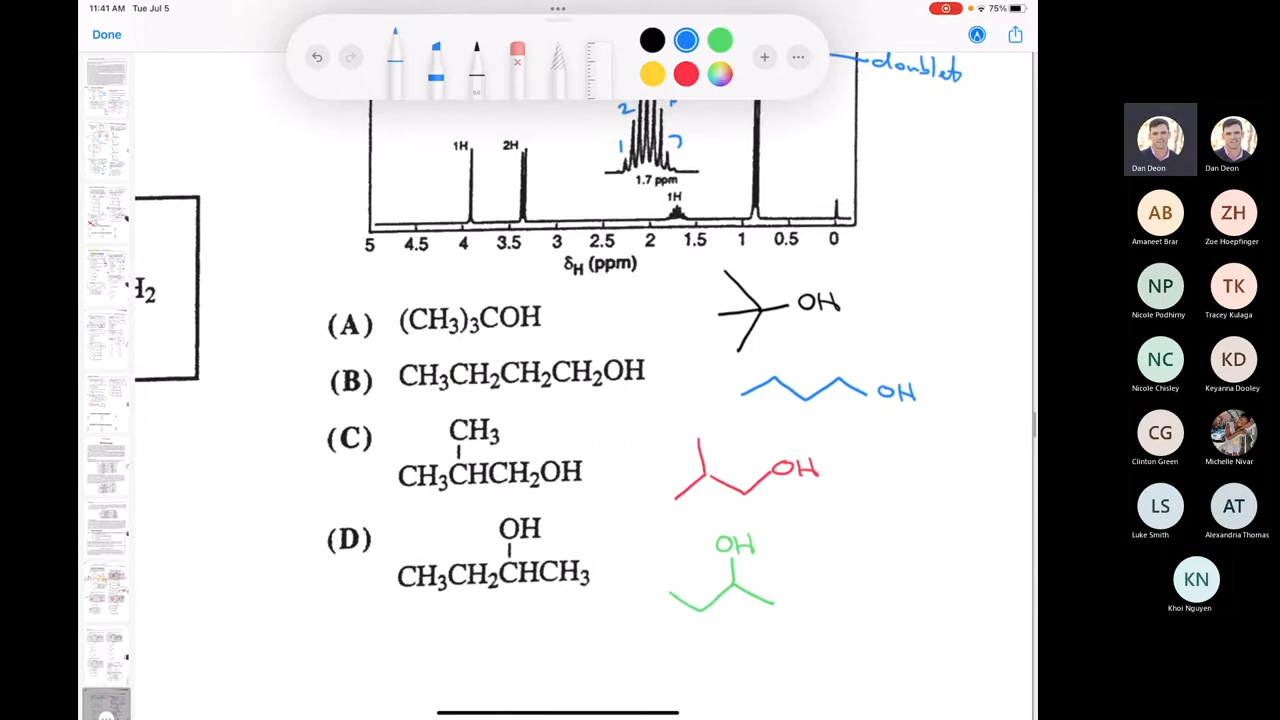 11:41 AM Tue Jul 5
75%
Done
doublet
2
1
7
1H
2H
1.7 ppm
1H
5 4.5 4 3.5 3 2.5 2 1.5 1 0.5 0
δH (ppm)
H2
(A) (CH3)3COH
OH
(B) CH3CH2CH2CH2OH
OH
(C) CH3
CH3CHCH2OH
OH
(D) OH
CH3CH2CHCH3
OH
Dan Deon
Dan Deon
AB
Amaneet Brar
ZH
Zoe Hoepfinger
NP
Nicole Podhirny
TK
Tracey Kulaga
NC
Nicole Chisley
KD
Keyanna Dooley
CG
Clinton Green
Michelle Nivar
LS
Luke Smith
AT
Alexandria Thomas
KN
Khoi Nguyen